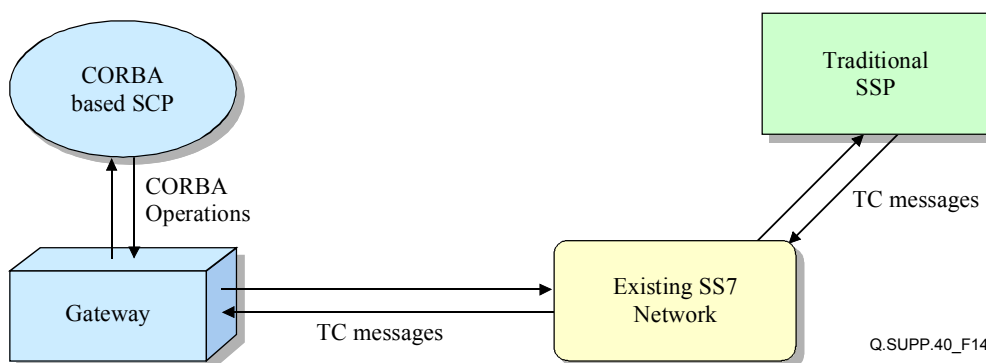 CORBA
based SCP
Traditional
SSP
CORBA
Operations
TC messages
Gateway
Existing SS7
Network
TC messages
Q.SUPP.40_F14